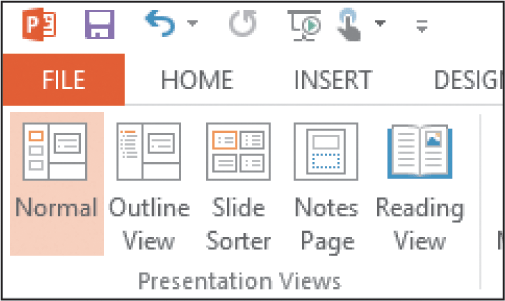 P
FILE HOME INSERT DESIG
Normal Outline View Slide Sorter Notes Page Reading View
Presentation Views